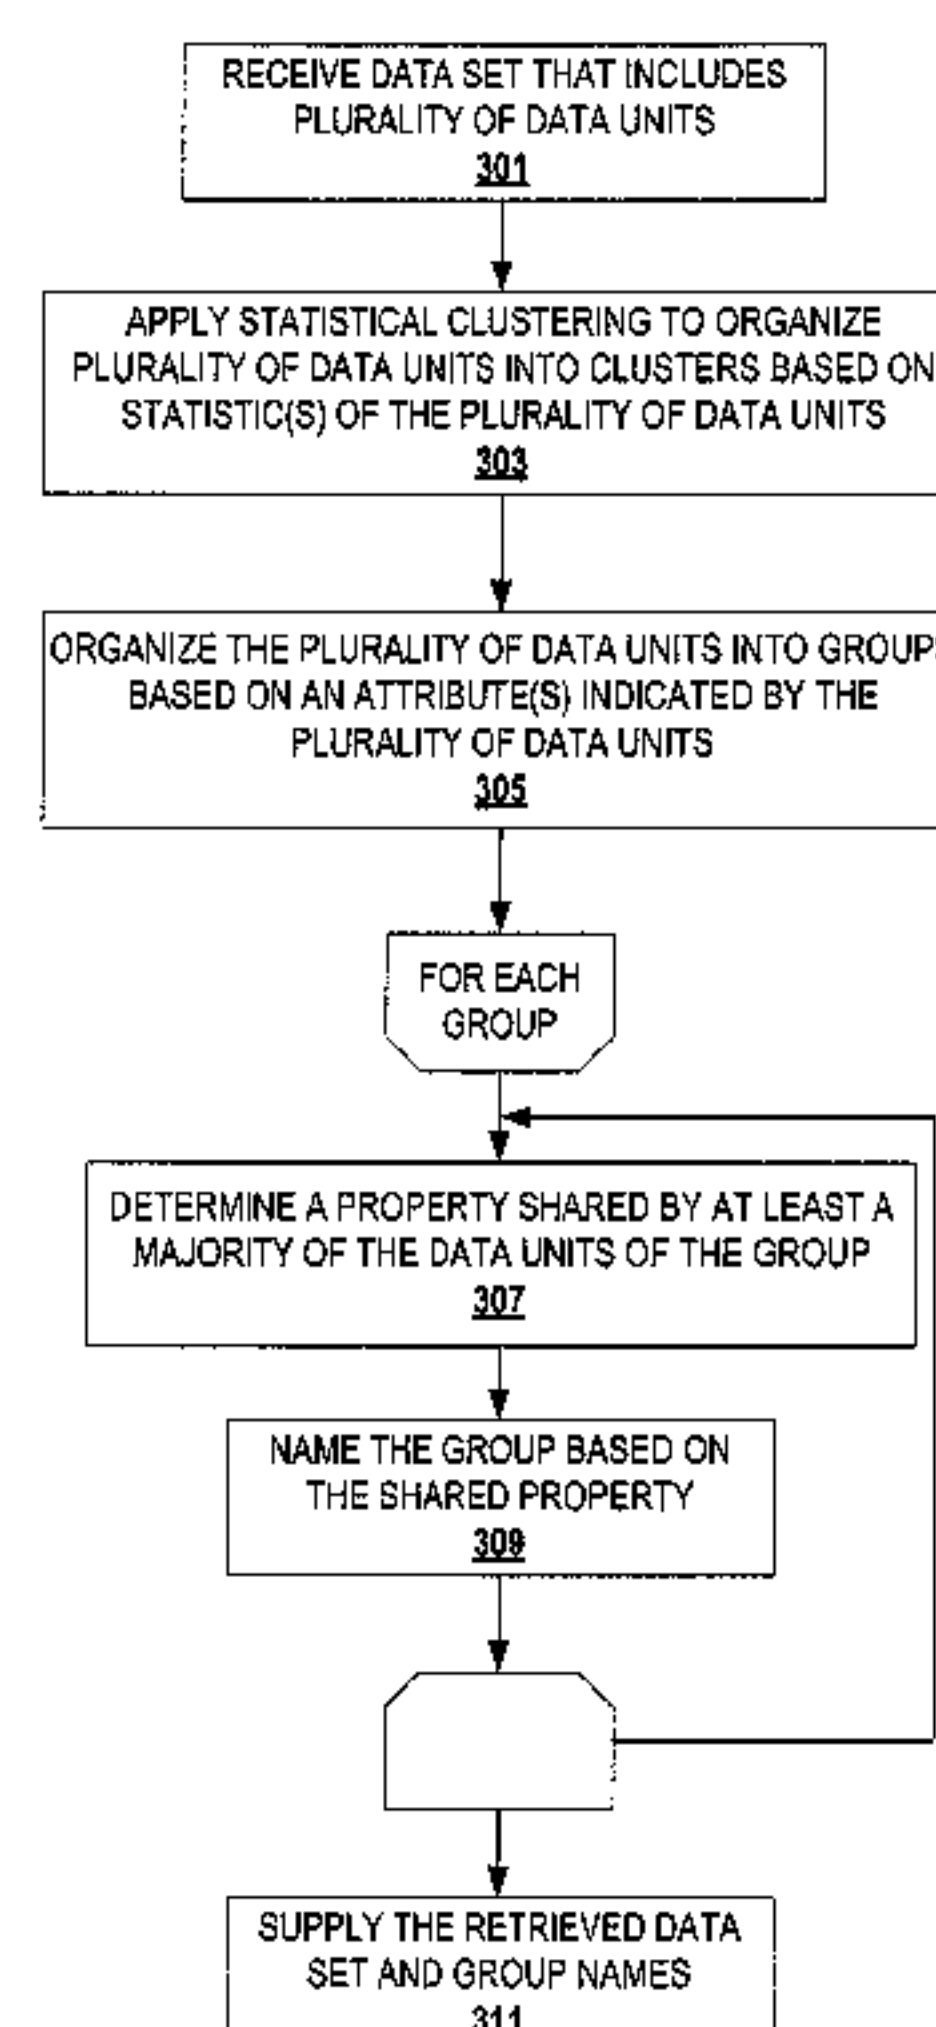 RECEIVE DATA SET THAT INCLUDES
PLURALITY OF DATA UNITS
301
APPLY STATISTICAL CLUSTERING TO ORGANIZE
PLURALITY OF DATA UNITS INTO CLUSTERS BASED ON
STATISTIC(S) OF THE PLURALITY OF DATA UNITS
303
ORGANIZE THE PLURALITY OF DATA UNITS INTO GROUPS
BASED ON AN ATTRIBUTE(S) INDICATED BY THE
PLURALITY OF DATA UNITS
305
FOR EACH
GROUP
DETERMINE A PROPERTY SHARED BY AT LEAST A
MAJORITY OF THE DATA UNITS OF THE GROUP
307
NAME THE GROUP BASED ON
THE SHARED PROPERTY
309
SUPPLY THE RETRIEVED DATA
SET AND GROUP NAMES
311